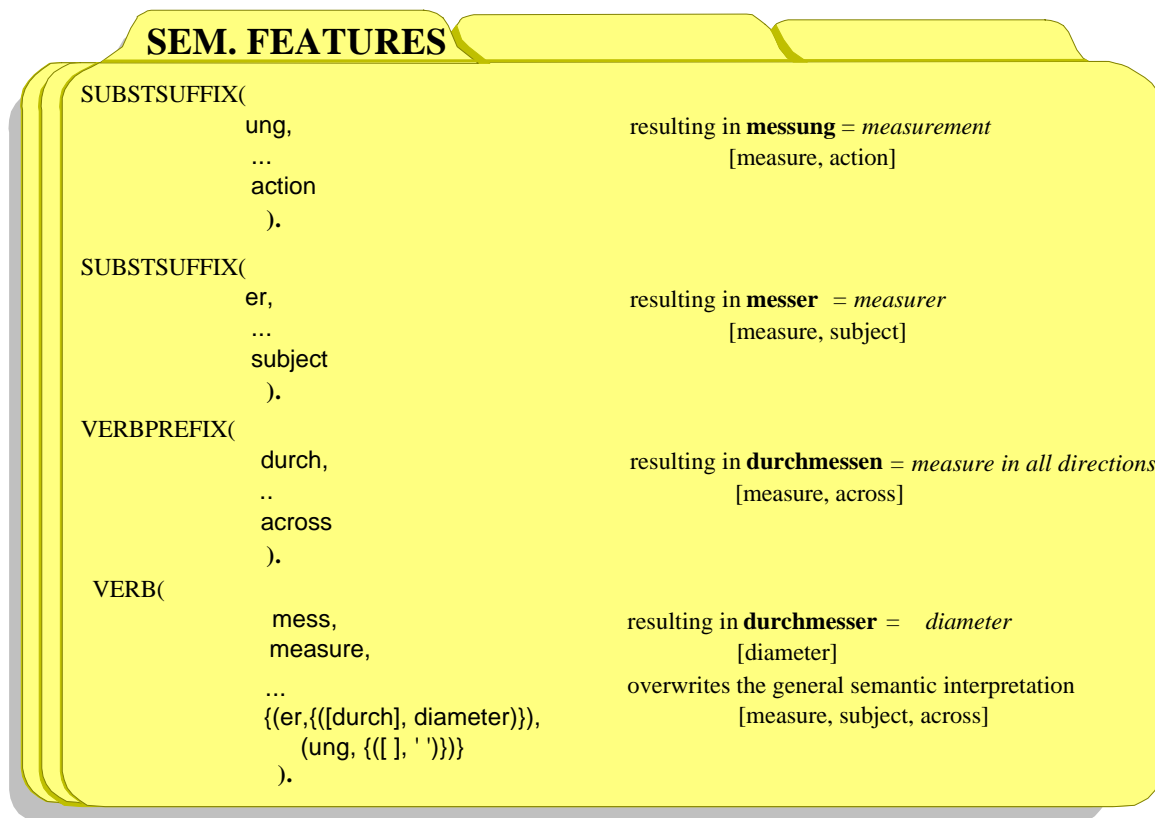 SEM. FEATURES
SUBSTSUFFIX(
ung, resulting in messung = measurement
... [measure, action]
action
).
SUBSTSUFFIX(
er, resulting in messer = measurer
... [measure, subject]
subject
).
VERBPREFIX(
durch, resulting in durchmessen = measure in all directions
.. [measure, across]
across
).
VERB(
mess, resulting in durchmesser = diameter
measure, [diameter]
... overwrites the general semantic interpretation
{(er,{([durch], diameter)}), [measure, subject, across]
(ung, {([ ], ' ')})}
).